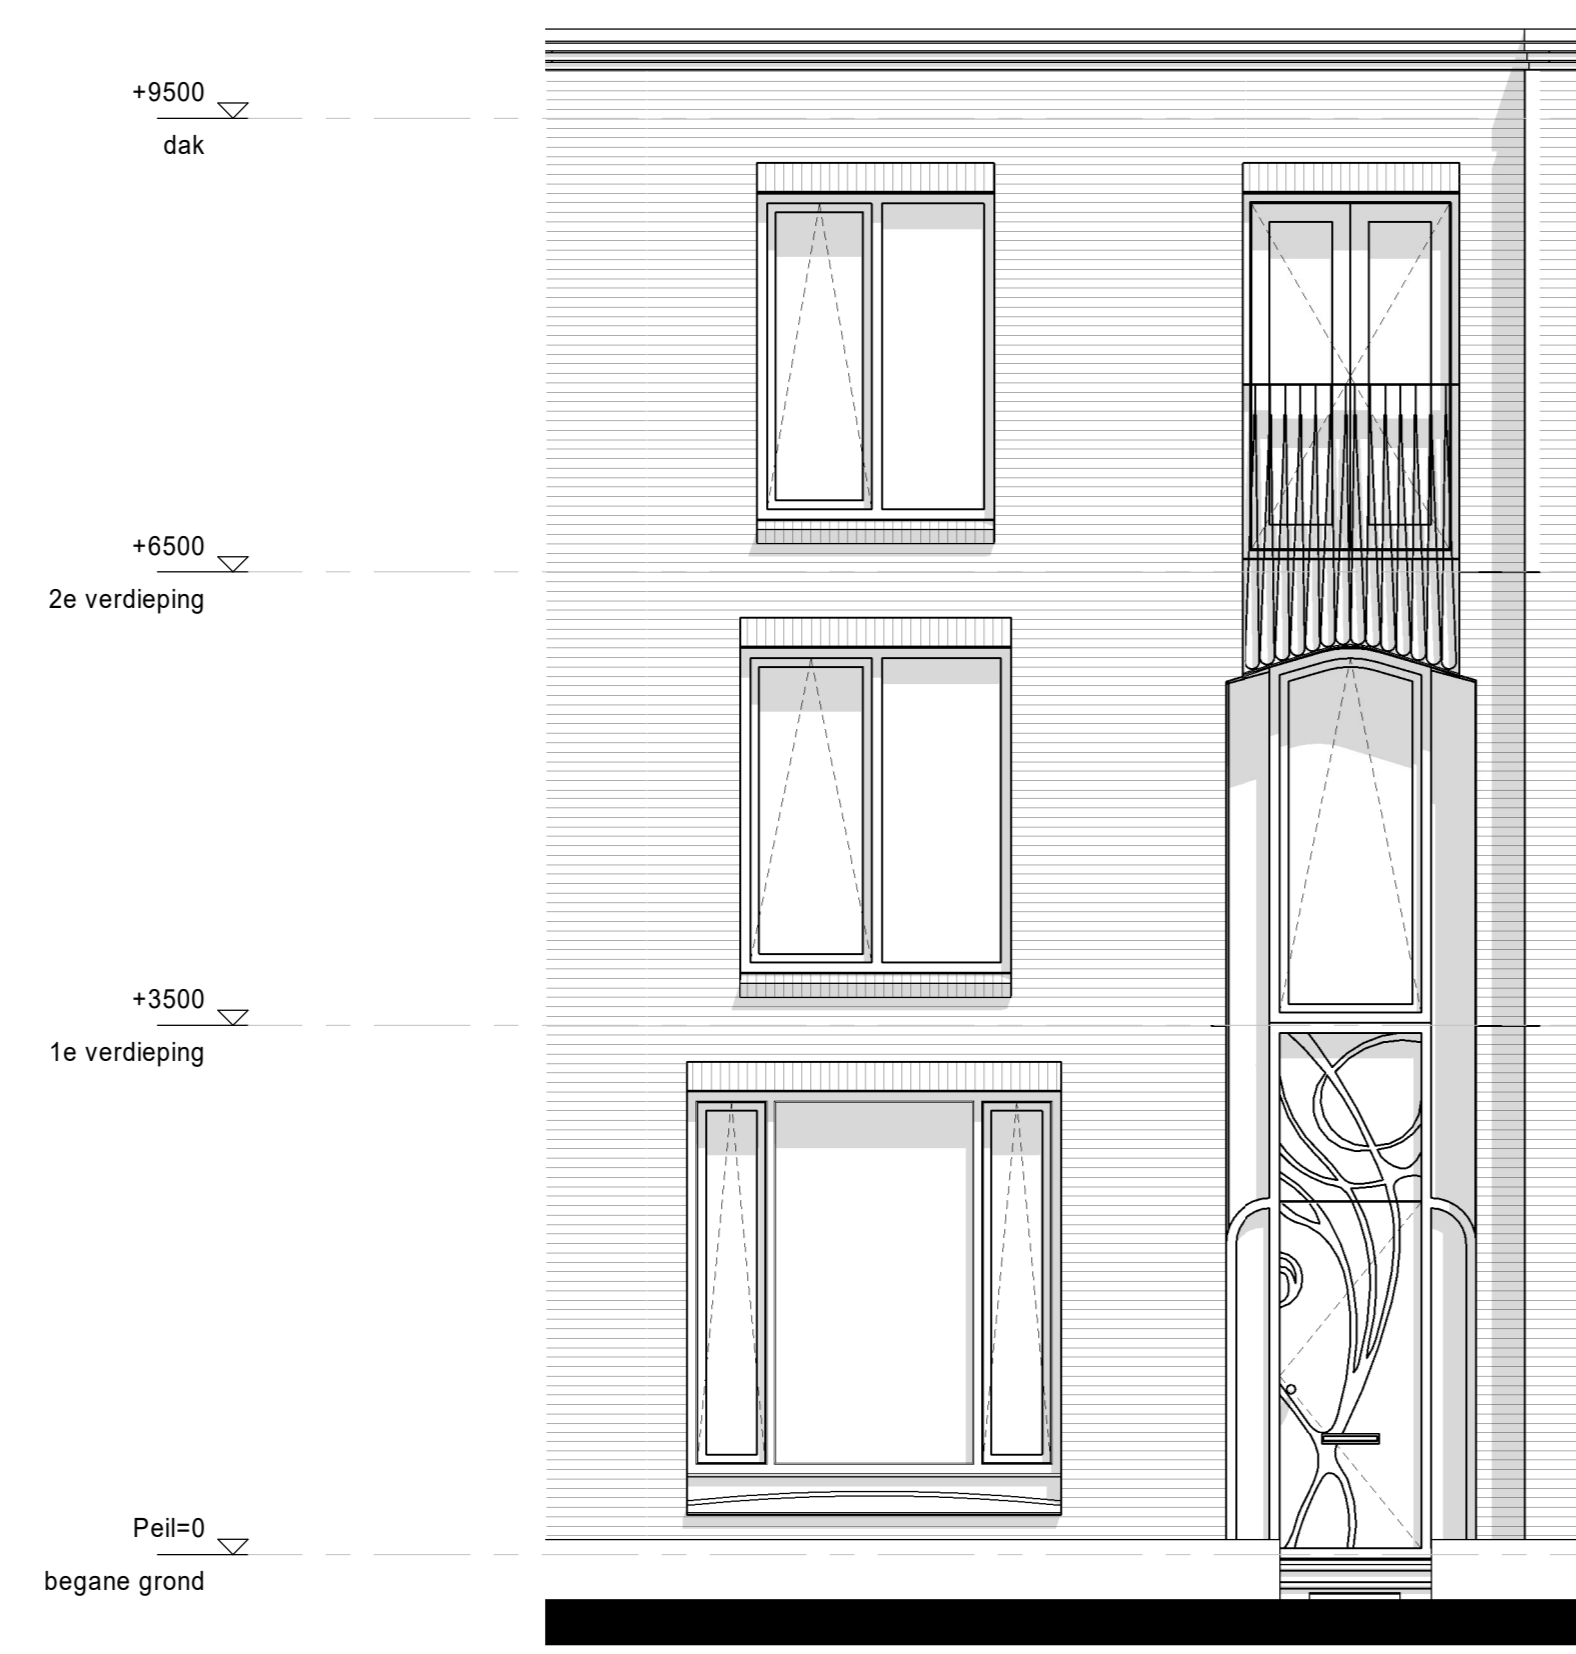 +9500
dak
+6500
2e verdieping
+3500
1e verdieping
Peil=0
begane grond